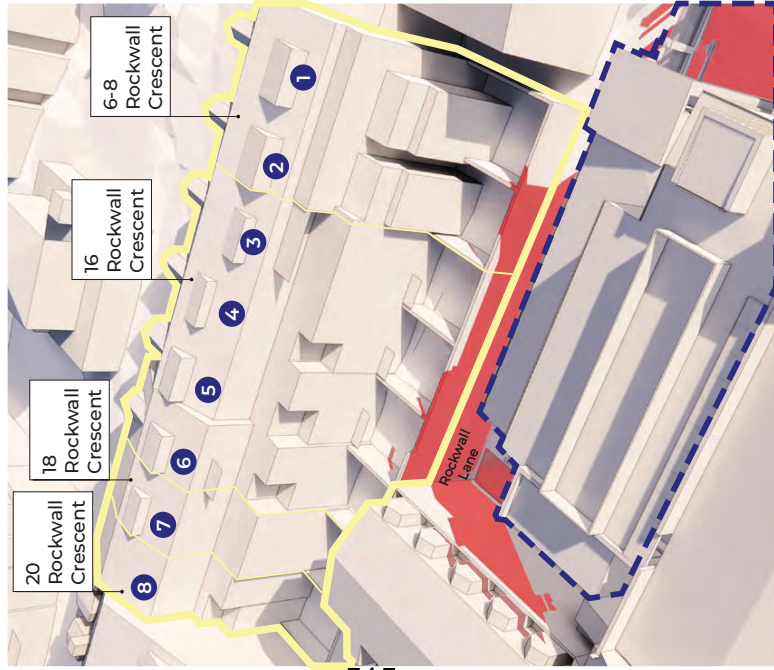 6-8
Rockwall
Crescent
16
Rockwall
Crescent
18
Rockwall
Crescent
20
Rockwall
Crescent
1
2
3
4
5
6
7
8
Rockwall
Lane